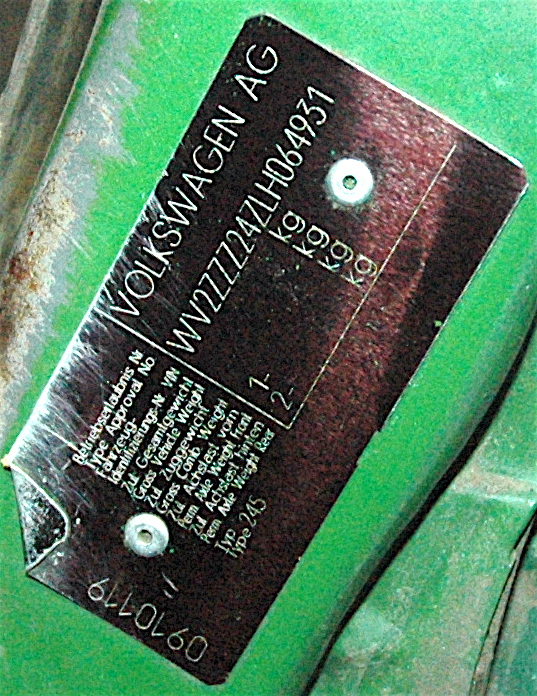 VOLKSWAGEN AG
Betriebserlaubnis Nr
Type Approval No.
Fahrzeug-
Identifizierungs-Nr VIN
WV2ZZZ24ZLH064931
Zul Gesamtgewicht
Gross Vehicle Weight
kg
Zul Zuggewicht
Gross Comb Weight
kg
Zul Achslast vorn
Perm Axle Weight Front
1- kg
Zul Achslast hinten
Perm Axle Weight Rear
2- kg
Typ
Type 245
0910119